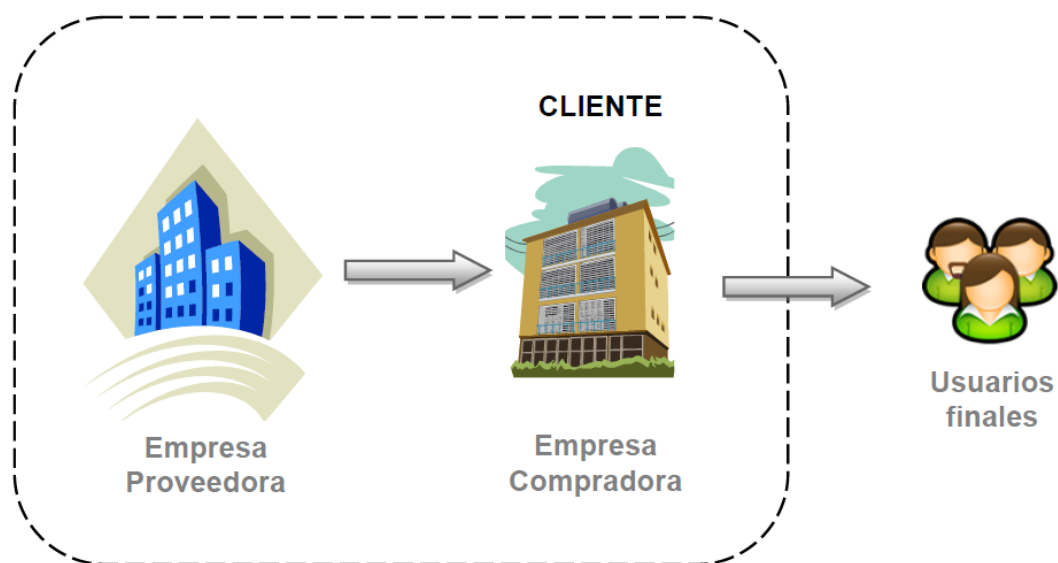 CLIENTE
Empresa
Proveedora
Empresa
Compradora
Usuarios
finales